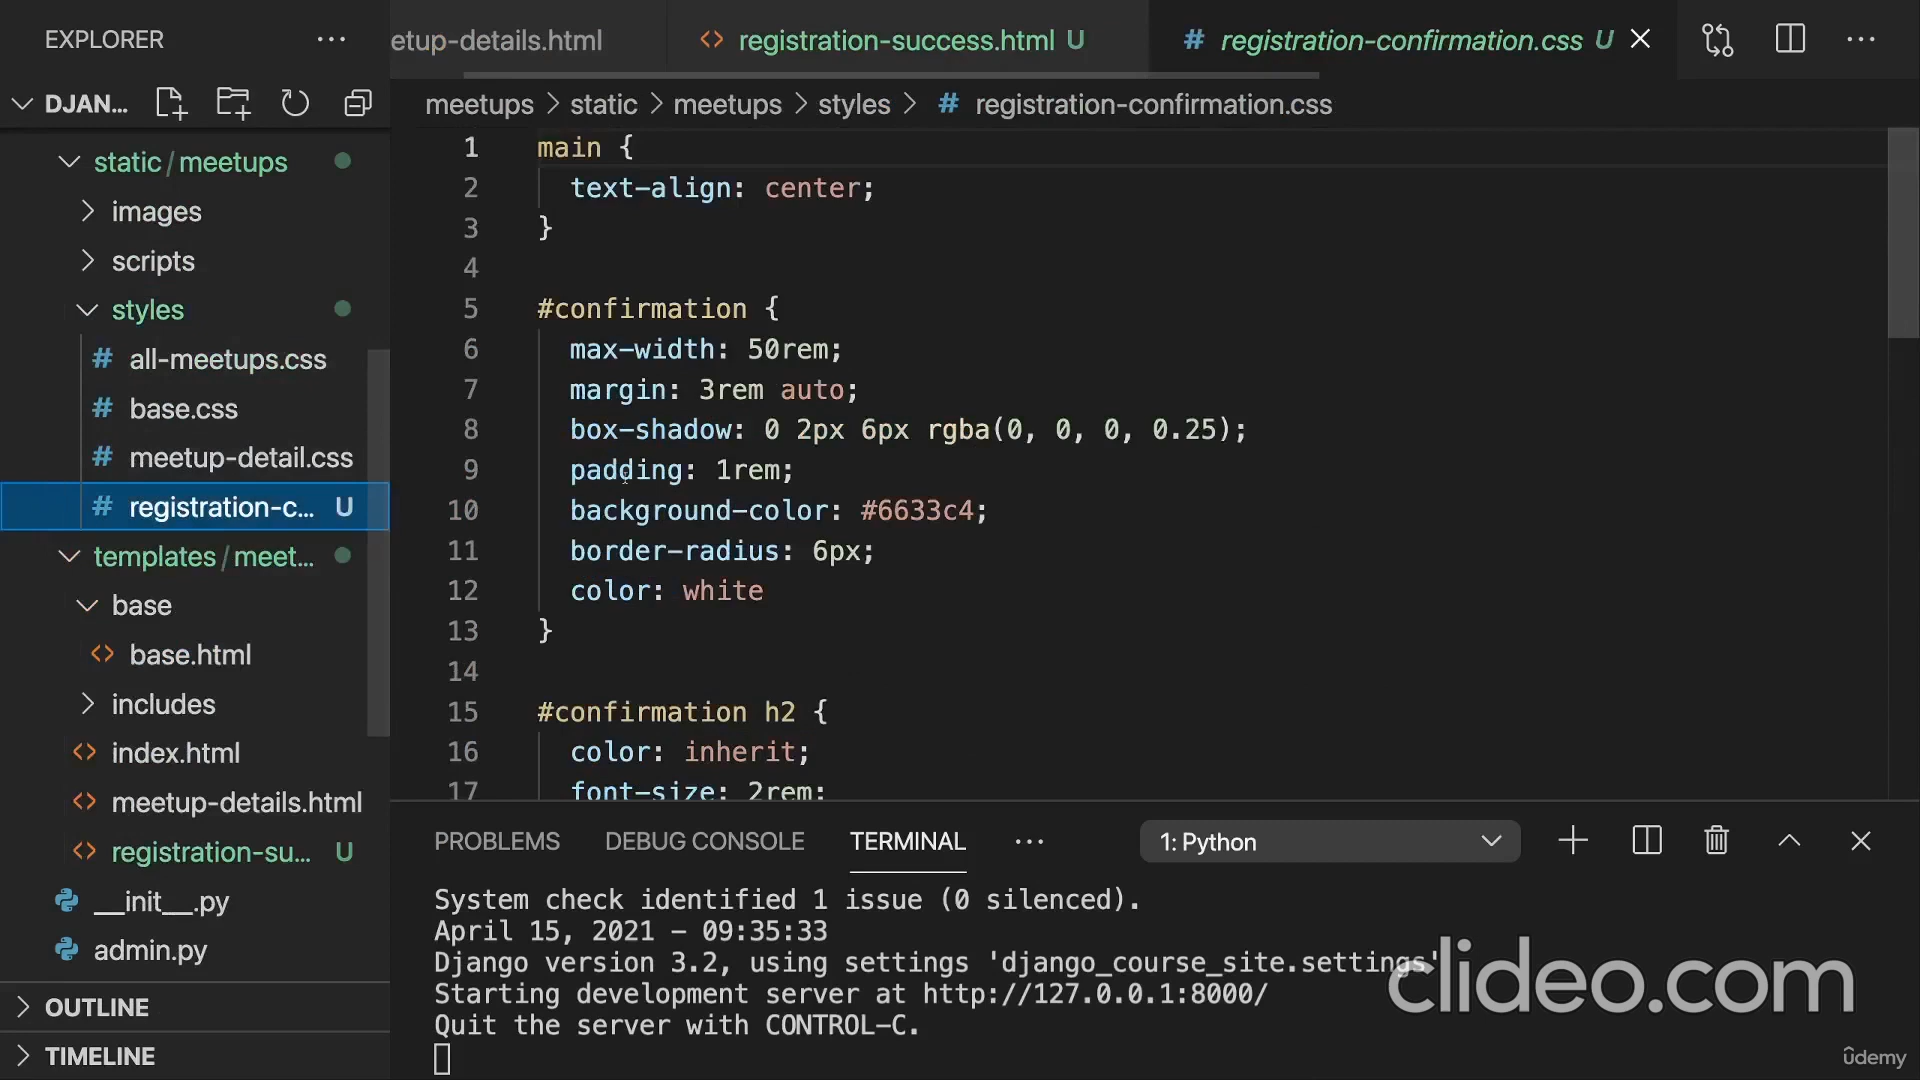 EXPLORER
etup-details.html
registration-success.html U
# registration-confirmation.css U
DJAN...
meetups > static > meetups > styles > # registration-confirmation.css
static/meetups
images
scripts
styles
# all-meetups.css
# base.css
# meetup-detail.css
# registration-c... U
templates/meet...
base
<> base.html
includes
<> index.html
<> meetup-details.html
<> registration-su... U
__init__.py
admin.py
OUTLINE
TIMELINE
1 main {
2 text-align: center;
3 }
4
5 #confirmation {
6 max-width: 50rem;
7 margin: 3rem auto;
8 box-shadow: 0 2px 6px rgba(0, 0, 0, 0.25);
9 padding: 1rem;
10 background-color: #6633c4;
11 border-radius: 6px;
12 color: white
13 }
14
15 #confirmation h2 {
16 color: inherit;
17 font-size: 2rem;
PROBLEMS DEBUG CONSOLE TERMINAL ... 1: Python
System check identified 1 issue (0 silenced).
April 15, 2021 - 09:35:33
Django version 3.2, using settings 'django_course_site.settings'
Starting development server at http://127.0.0.1:8000/
Quit the server with CONTROL-C.
clideo.com
ûdemy